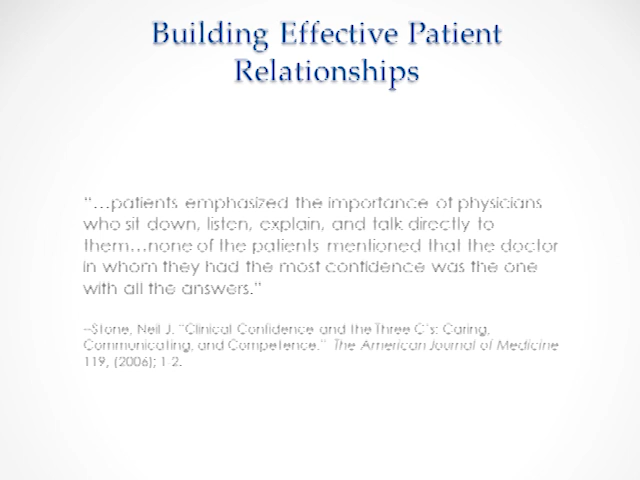 Building Effective Patient
Relationships
"...patients emphasized the importance of physicians
who sit down, listen, explain, and talk directly to
them...none of the patients mentioned that the doctor
in whom they had the most confidence was the one
with all the answers."
--Stone, Neil J. "Clinical Confidence and the Three C's: Caring,
Communicating, and Competence." The American Journal of Medicine
119, (2006); 1-2.